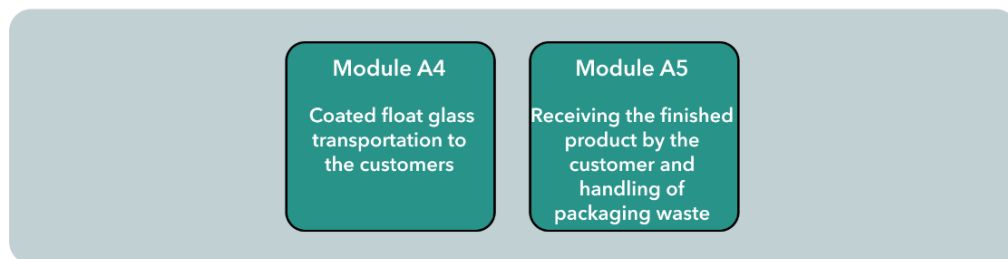 Module A4
Coated float glass
transportation to
the customers
Module A5
Receiving the finished
product by the
customer and
handling of
packaging waste